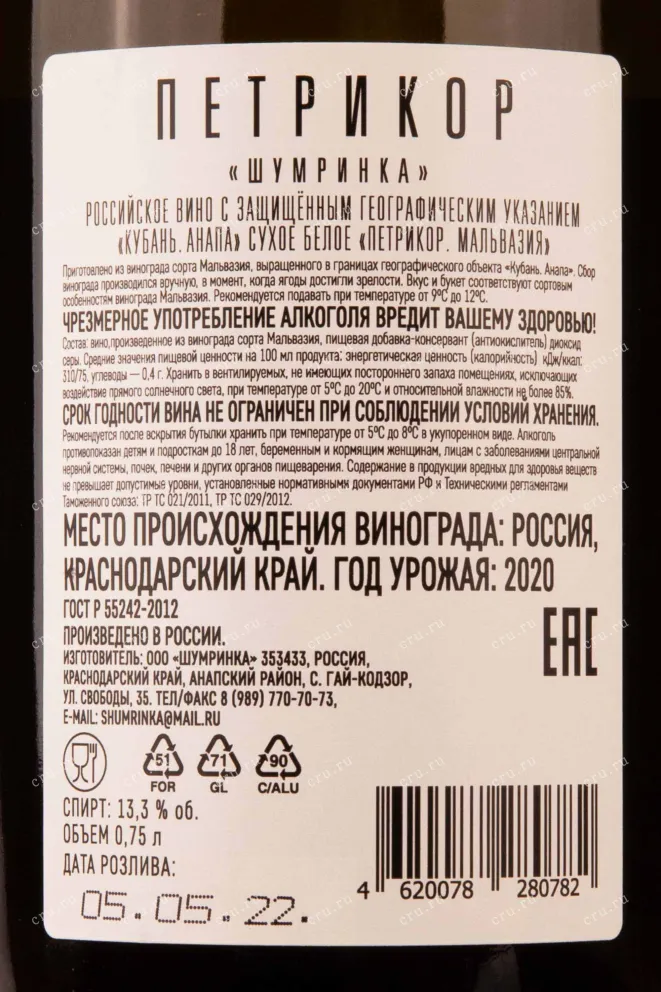 ПЕТРИКОР
«ШУМРИНКА»
РОССИЙСКОЕ ВИНО С ЗАЩИЩЁННЫМ ГЕОГРАФИЧЕСКИМ УКАЗАНИЕМ
«КУБАНЬ. АНАПА» СУХОЕ БЕЛОЕ «ПЕТРИКОР. МАЛЬВАЗИЯ»
Приготовлено из винограда сорта Мальвазия, выращенного в границах географического объекта «Кубань. Анапа». Сбор
винограда производился вручную, в момент, когда ягоды достигли зрелости. Вкус и букет соответствуют сортовым
особенностям винограда Мальвазия. Рекомендуется подавать при температуре от 9°С до 12°С.
ЧРЕЗМЕРНОЕ УПОТРЕБЛЕНИЕ АЛКОГОЛЯ ВРЕДИТ ВАШЕМУ ЗДОРОВЬЮ!
Состав: вино,произведенное из винограда сорта Мальвазия, пищевая добавка-консервант (антиокислитель) диоксид
серы. Средние значения пищевой ценности на 100 мл продукта: энергетическая ценность (калорийность) кДж/ккал:
310/75, углеводы — 0,4 г. Хранить в вентилируемых, не имеющих постороннего запаха помещениях, исключающих
воздействие прямого солнечного света, при температуре от 5°С до 20°С и относительной влажности не более 85%.
СРОК ГОДНОСТИ ВИНА НЕ ОГРАНИЧЕН ПРИ СОБЛЮДЕНИИ УСЛОВИЙ ХРАНЕНИЯ.
Рекомендуется после вскрытия бутылки хранить при температуре от 5°С до 8°С в укупоренном виде. Алкоголь
противопоказан детям и подросткам до 18 лет, беременным и кормящим женщинам, лицам с заболеваниями центральной
нервной системы, почек, печени и других органов пищеварения. Содержание в продукции вредных для здоровья веществ
не превышает допустимые уровни, установленные нормативными документами РФ и Техническими регламентами
Таможенного союза: ТР ТС 021/2011, ТР ТС 029/2012.
МЕСТО ПРОИСХОЖДЕНИЯ ВИНОГРАДА: РОССИЯ,
КРАСНОДАРСКИЙ КРАЙ. ГОД УРОЖАЯ: 2020
ГОСТ Р 55242-2012
ПРОИЗВЕДЕНО В РОССИИ.
ИЗГОТОВИТЕЛЬ: ООО «ШУМРИНКА» 353433, РОССИЯ,
КРАСНОДАРСКИЙ КРАЙ, АНАПСКИЙ РАЙОН, С. ГАЙ-КОДЗОР,
УЛ. СВОБОДЫ, 35. ТЕЛ/ФАКС 8 (989) 770-70-73,
E-MAIL: SHUMRINKA@MAIL.RU
EAC
51 71 90
FOR GL C/ALU
СПИРТ: 13,3 % об.
ОБЪЕМ 0,75 л
ДАТА РОЗЛИВА:
05.05.22.
4 620078 280782
cru.ru